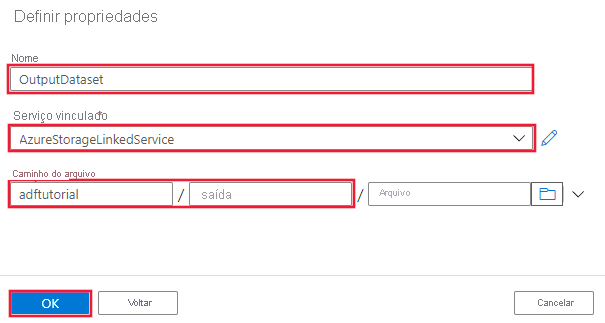 Definir propriedades
Nome
OutputDataset
Serviço vinculado*
AzureStorageLinkedService
Caminho do arquivo
adftutorial / saída / Arquivo
OK Voltar Cancelar